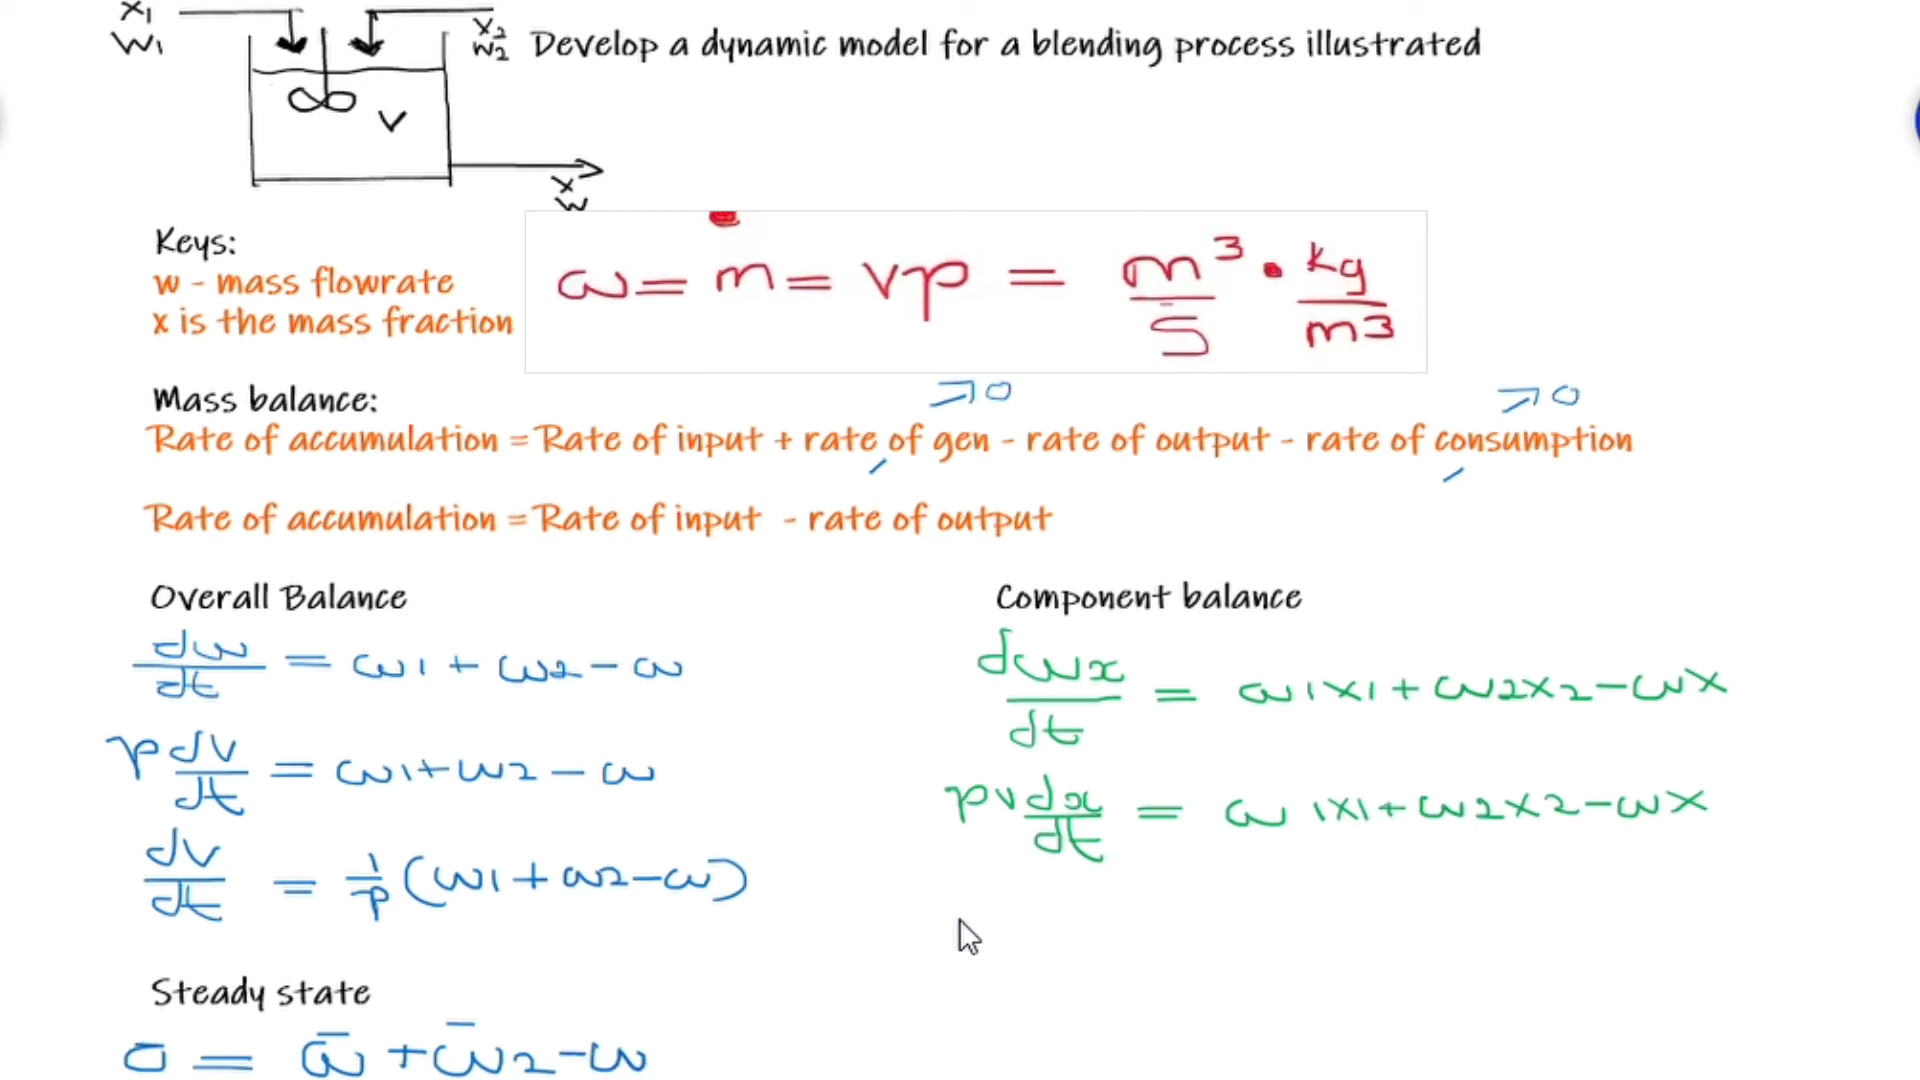 x1
w1
x2
w2
Develop a dynamic model for a blending process illustrated
v
x
w
Keys:
w - mass flowrate
x is the mass fraction
ω = ṁ = vρ = m³/s · kg/m³
Mass balance:
→0 →0
Rate of accumulation = Rate of input + rate of gen - rate of output - rate of consumption
Rate of accumulation = Rate of input - rate of output
Overall Balance
dω/dt = ω1 + ω2 - ω
ρ dv/dt = ω1 + ω2 - ω
dv/dt = 1/ρ (ω1 + ω2 - ω)
Component balance
dωx/dt = ω1x1 + ω2x2 - ωx
ρv dx/dt = ω1x1 + ω2x2 - ωx
Steady state
0 = ω̄ + ω̄2 - ω